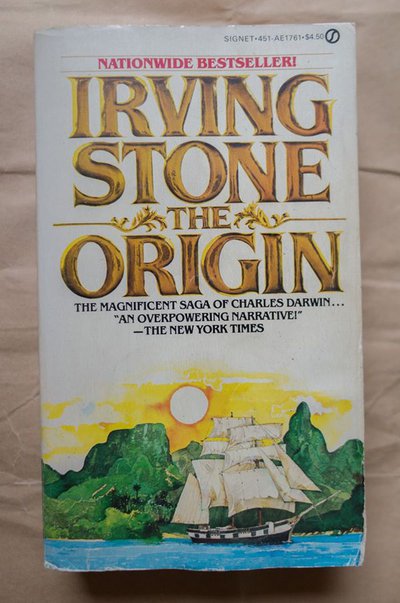 SIGNET•451-AE1761•$4.50
NATIONWIDE BESTSELLER!
IRVING
STONE
THE
ORIGIN
THE MAGNIFICENT SAGA OF CHARLES DARWIN...
"AN OVERPOWERING NARRATIVE!"
—THE NEW YORK TIMES